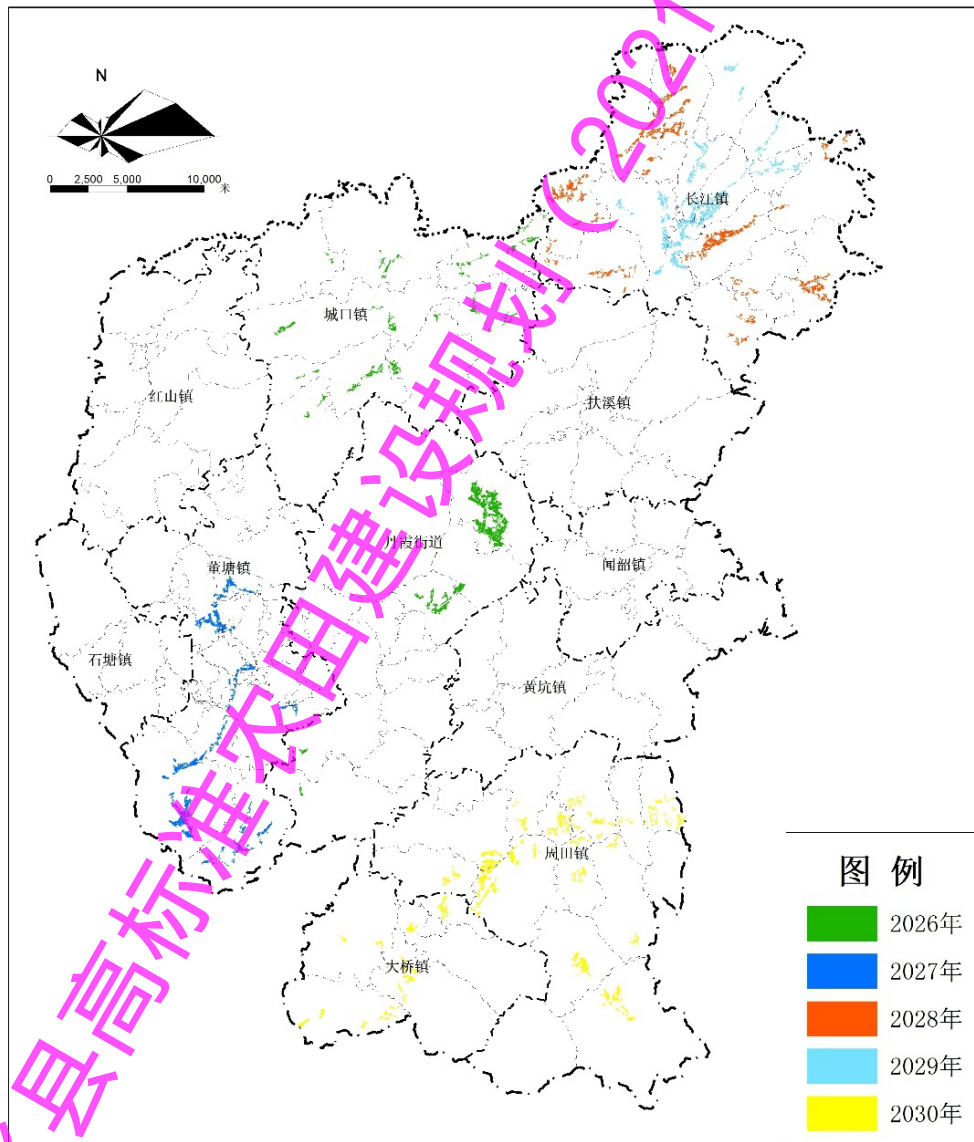 N
0 2,500 5,000 10,000
米
长江镇
城口镇
红山镇
扶溪镇
丹霞街道
闻韶镇
董塘镇
石塘镇
黄坑镇
周田镇
大桥镇
县高标准农田建设规划（2021
图 例
2026年
2027年
2028年
2029年
2030年